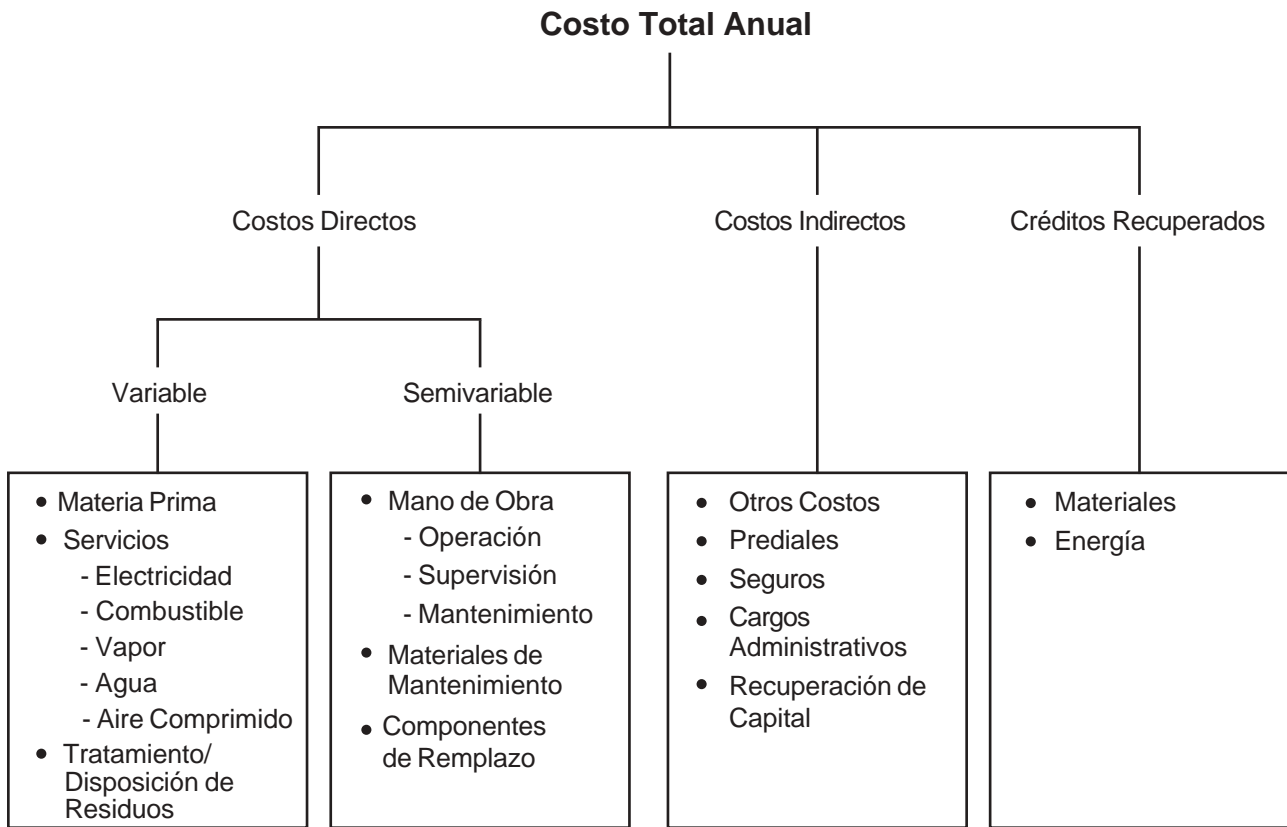 Costo Total Anual
Costos Directos
Costos Indirectos
Créditos Recuperados
Variable
Semivariable
• Materia Prima
• Servicios
- Electricidad
- Combustible
- Vapor
- Agua
- Aire Comprimido
• Tratamiento/
Disposición de
Residuos
• Mano de Obra
- Operación
- Supervisión
- Mantenimiento
• Materiales de
Mantenimiento
• Componentes
de Remplazo
• Otros Costos
• Prediales
• Seguros
• Cargos
Administrativos
• Recuperación de
Capital
• Materiales
• Energía